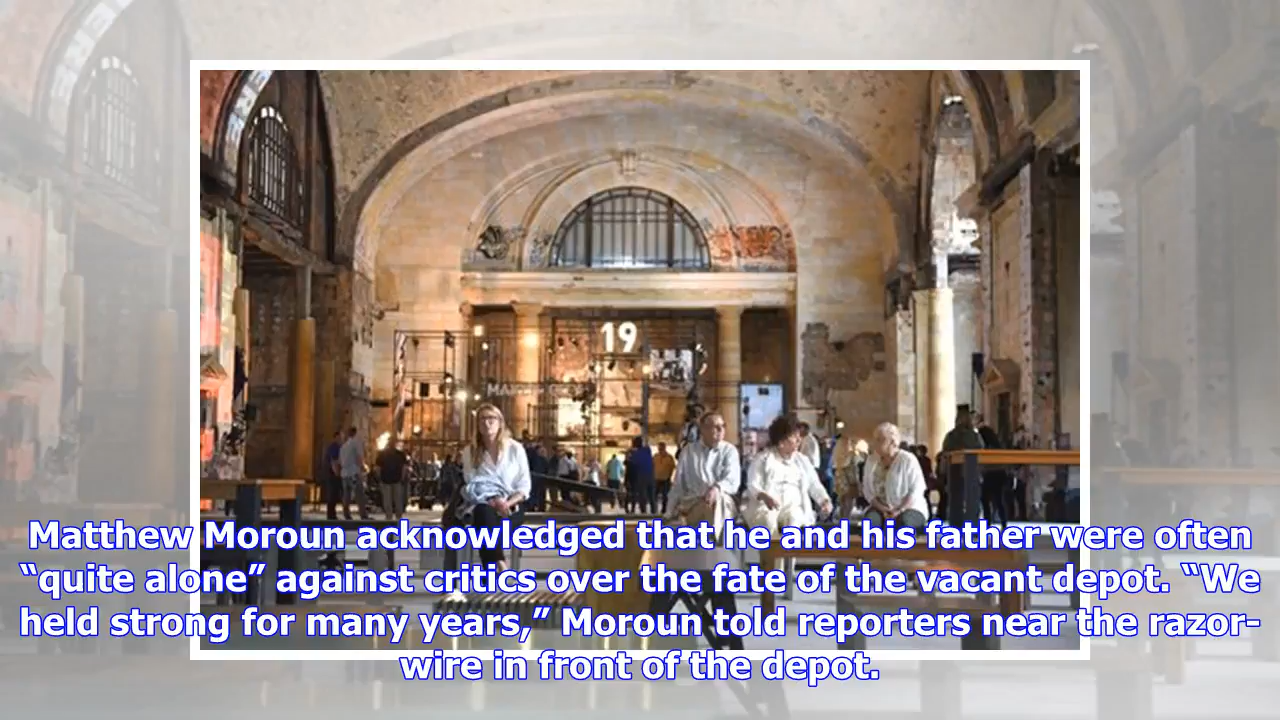 19
Matthew Moroun acknowledged that he and his father were often
“quite alone” against critics over the fate of the vacant depot. “We
held strong for many years,” Moroun told reporters near the razor-
wire in front of the depot.